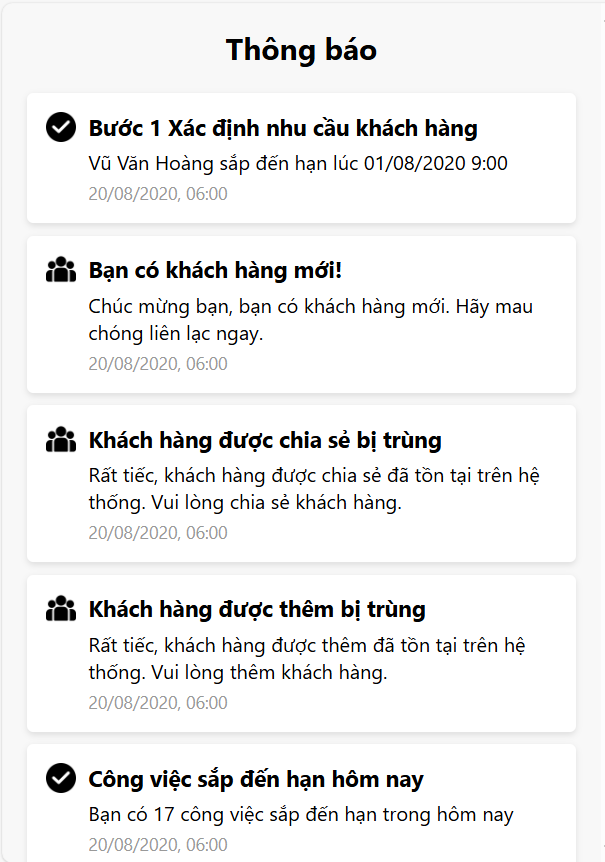 Thông báo
Bước 1 Xác định nhu cầu khách hàng
Vũ Văn Hoàng sắp đến hạn lúc 01/08/2020 9:00
20/08/2020, 06:00
Bạn có khách hàng mới!
Chúc mừng bạn, bạn có khách hàng mới. Hãy mau
chóng liên lạc ngay.
20/08/2020, 06:00
Khách hàng được chia sẻ bị trùng
Rất tiếc, khách hàng được chia sẻ đã tồn tại trên hệ
thống. Vui lòng chia sẻ khách hàng.
20/08/2020, 06:00
Khách hàng được thêm bị trùng
Rất tiếc, khách hàng được thêm đã tồn tại trên hệ
thống. Vui lòng thêm khách hàng.
20/08/2020, 06:00
Công việc sắp đến hạn hôm nay
Bạn có 17 công việc sắp đến hạn trong hôm nay
20/08/2020, 06:00